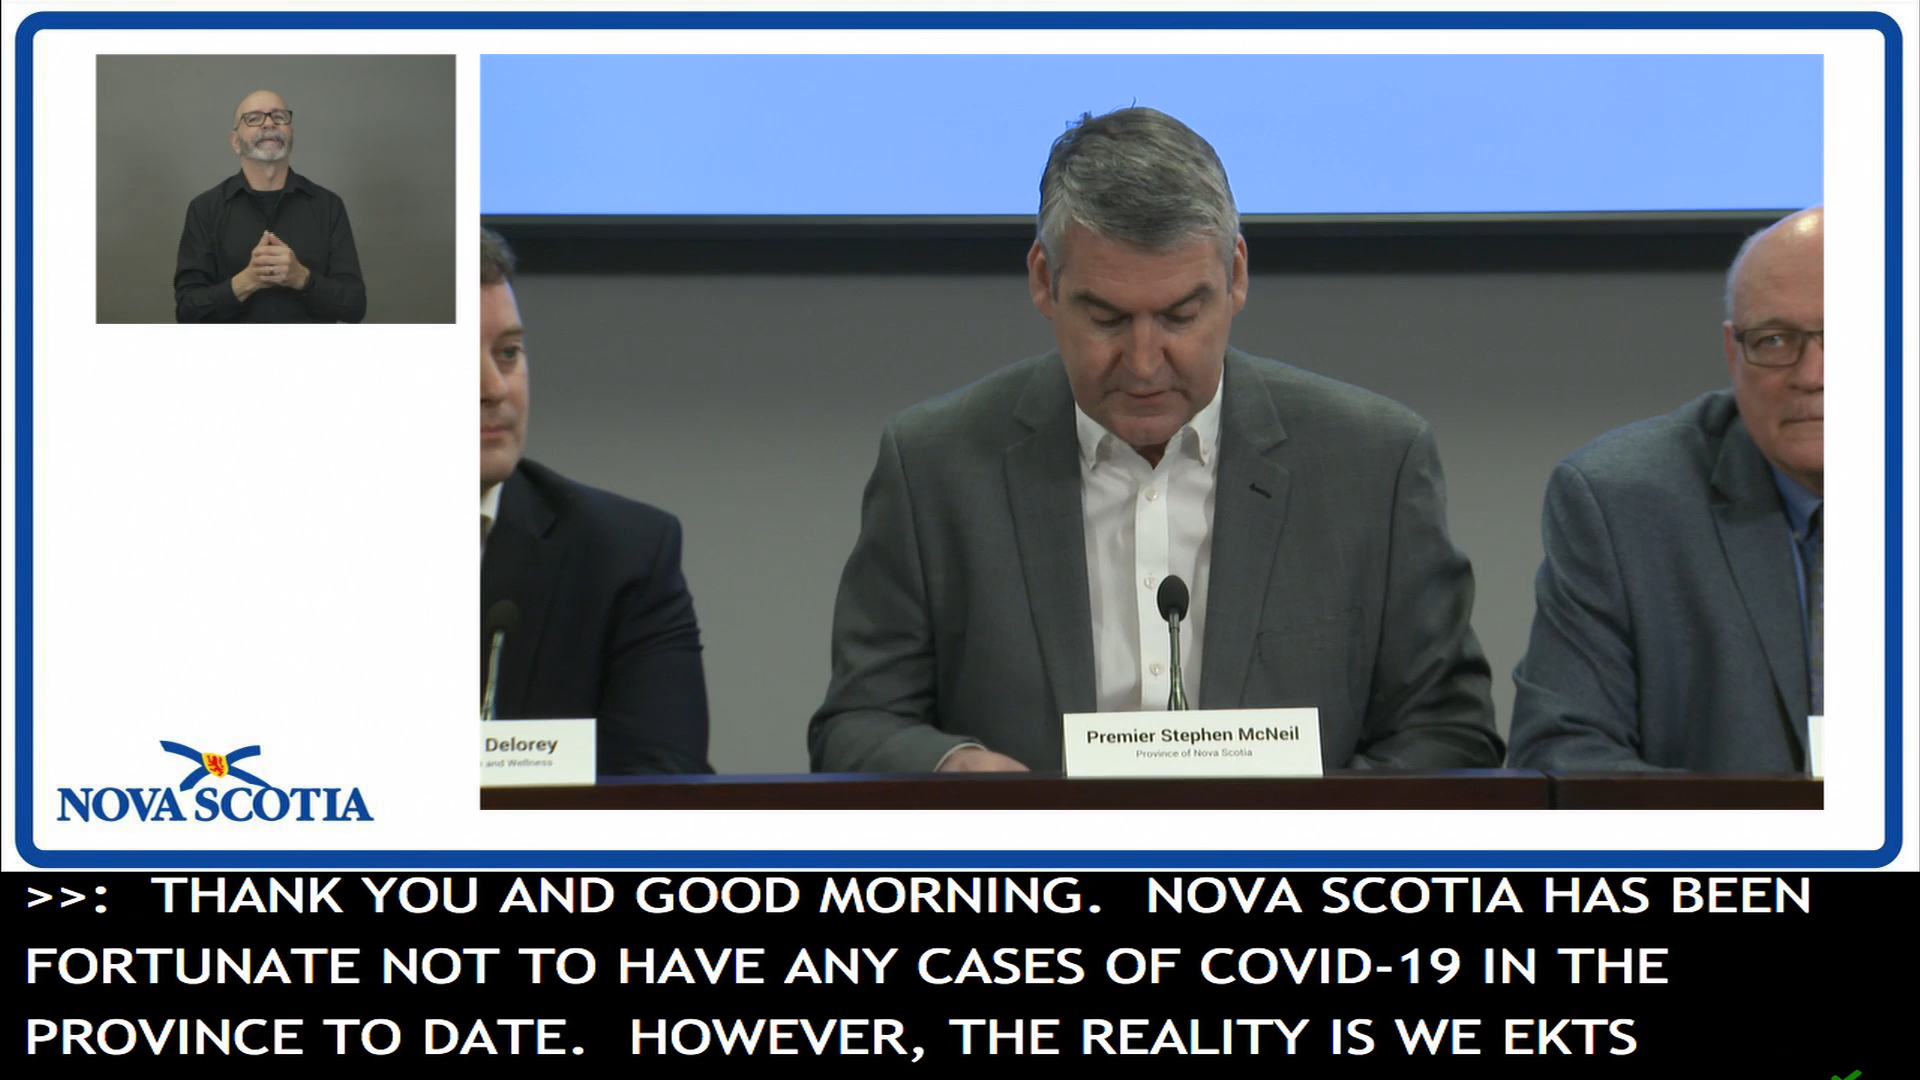 Delorey
and Wellness
Premier Stephen McNeil
Province of Nova Scotia
NOVA SCOTIA
>>:  THANK YOU AND GOOD MORNING.  NOVA SCOTIA HAS BEEN
FORTUNATE NOT TO HAVE ANY CASES OF COVID-19 IN THE
PROVINCE TO DATE.  HOWEVER, THE REALITY IS WE EKTS